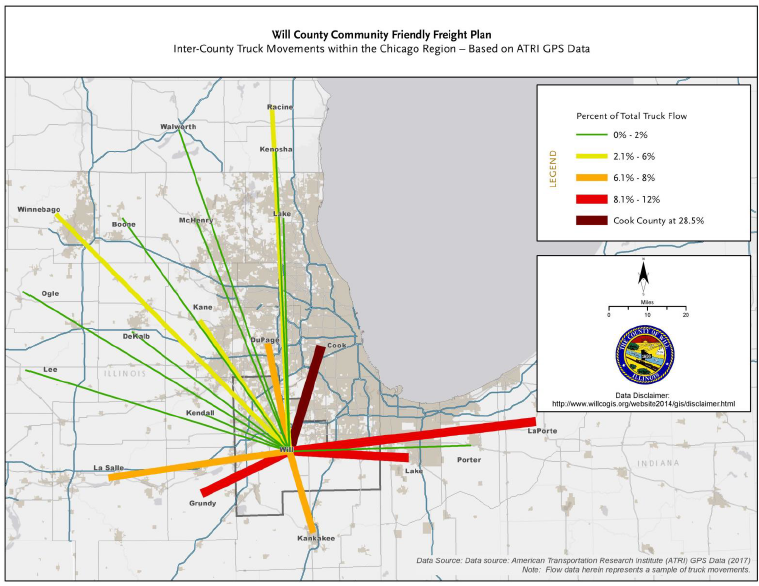 Will County Community Friendly Freight Plan
Inter-County Truck Movements within the Chicago Region – Based on ATRI GPS Data
LEGEND
Percent of Total Truck Flow
0% - 2%
2.1% - 6%
6.1% - 8%
8.1% - 12%
Cook County at 28.5%
Racine
Walworth
Kenosha
Winnebago
Boone
McHenry
Lake
Ogle
Kane
DeKalb
DuPage
Cook
Lee
ILLINOIS
Kendall
Will
LaPorte
Lake
Porter
INDIANA
La Salle
Grundy
Kankakee
Miles
0 10 20
THE COUNTY OF WILL
ILLINOIS
Data Disclaimer:
http://www.willcogis.org/website2014/gis/disclaimer.html
Data Source: Data source: American Transportation Research institute (ATRI) GPS Data (2017)
Note: Flow data herein represents a sample of truck movements.